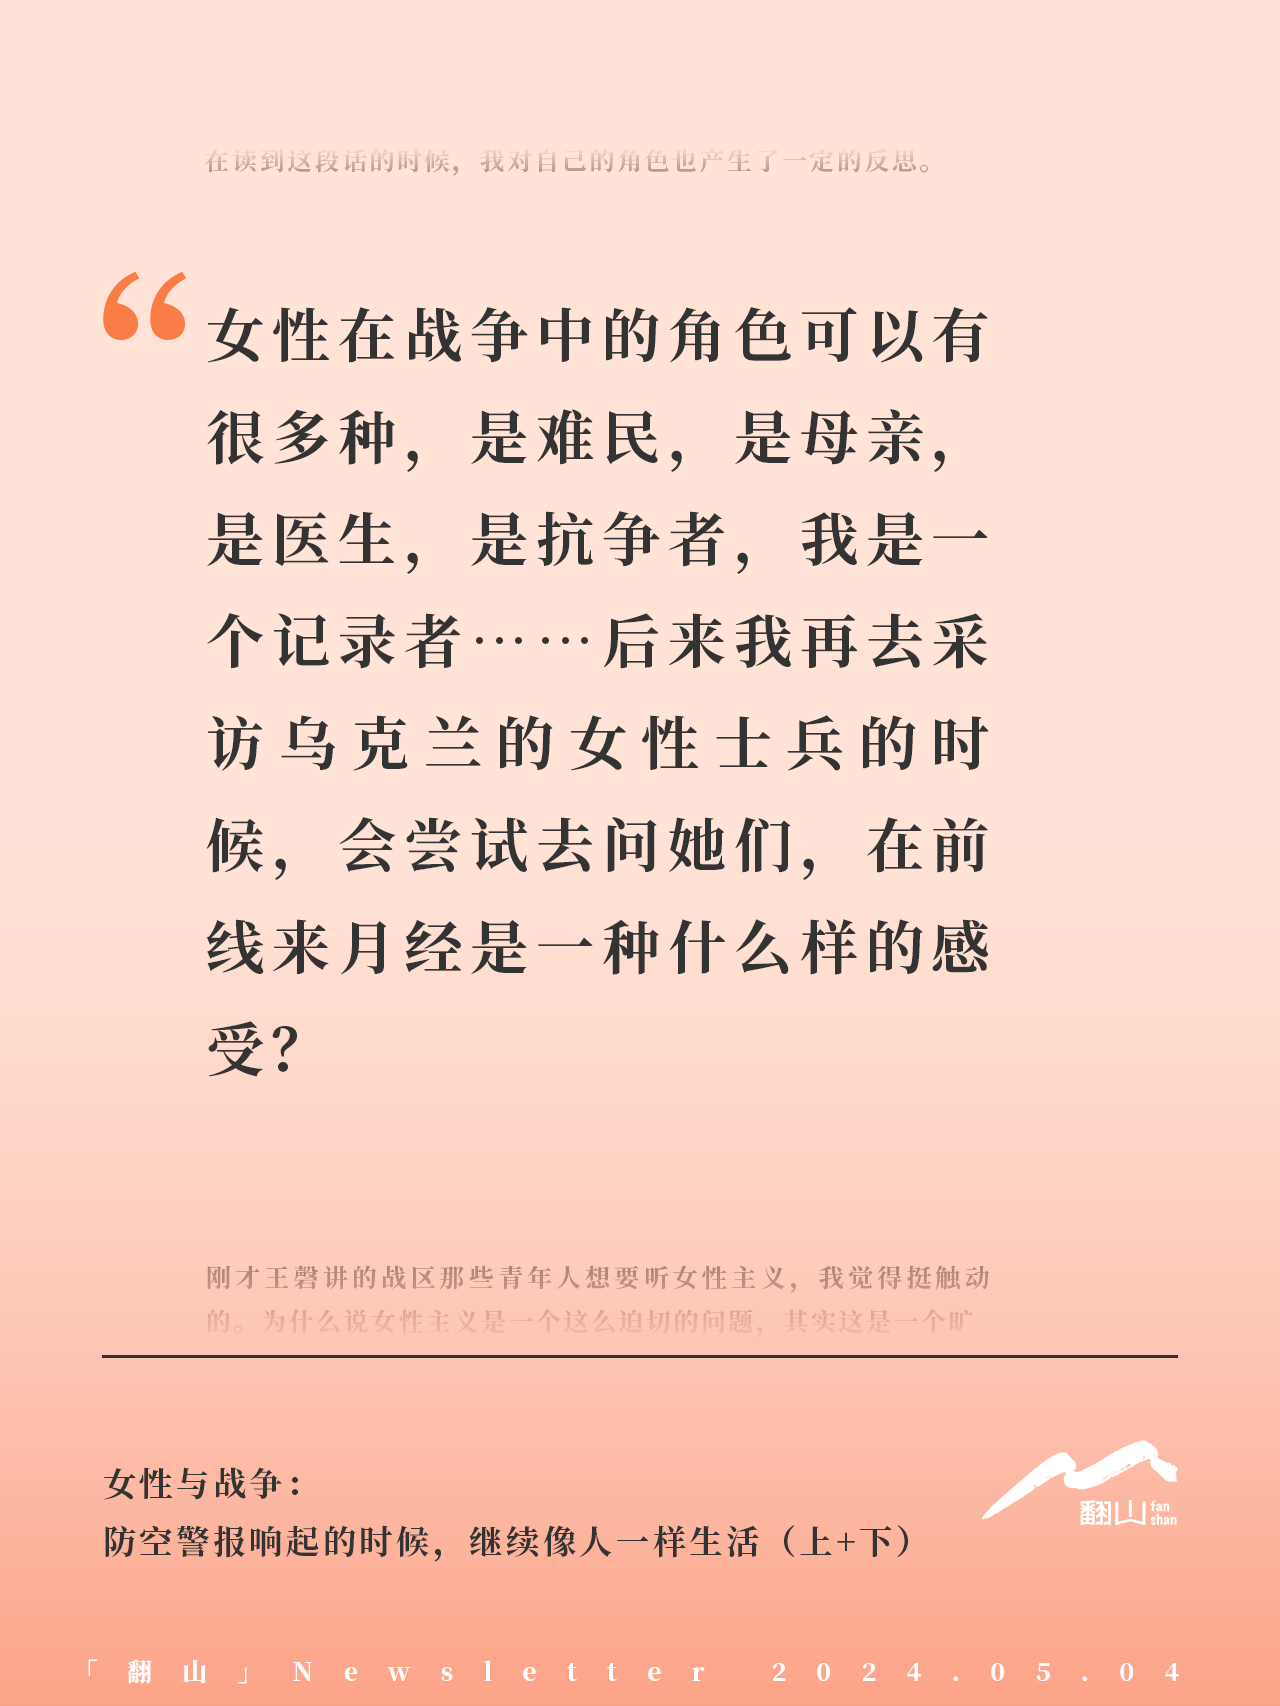 在读到这段话的时候，我对自己的角色也产生了一定的反思。
“女性在战争中的角色可以有
很多种，是难民，是母亲，
是医生，是抗争者，我是一
个记录者……后来我再去采
访乌克兰的女性士兵的时
候，会尝试去问她们，在前
线来月经是一种什么样的感
受？
刚才王磬讲的战区那些青年人想要听女性主义，我觉得挺触动
的。为什么说女性主义是一个这么迫切的问题，其实这是一个旷
女性与战争：
防空警报响起的时候，继续像人一样生活（上+下）
翻山 fan shan
「翻山」Newsletter 2024.05.04